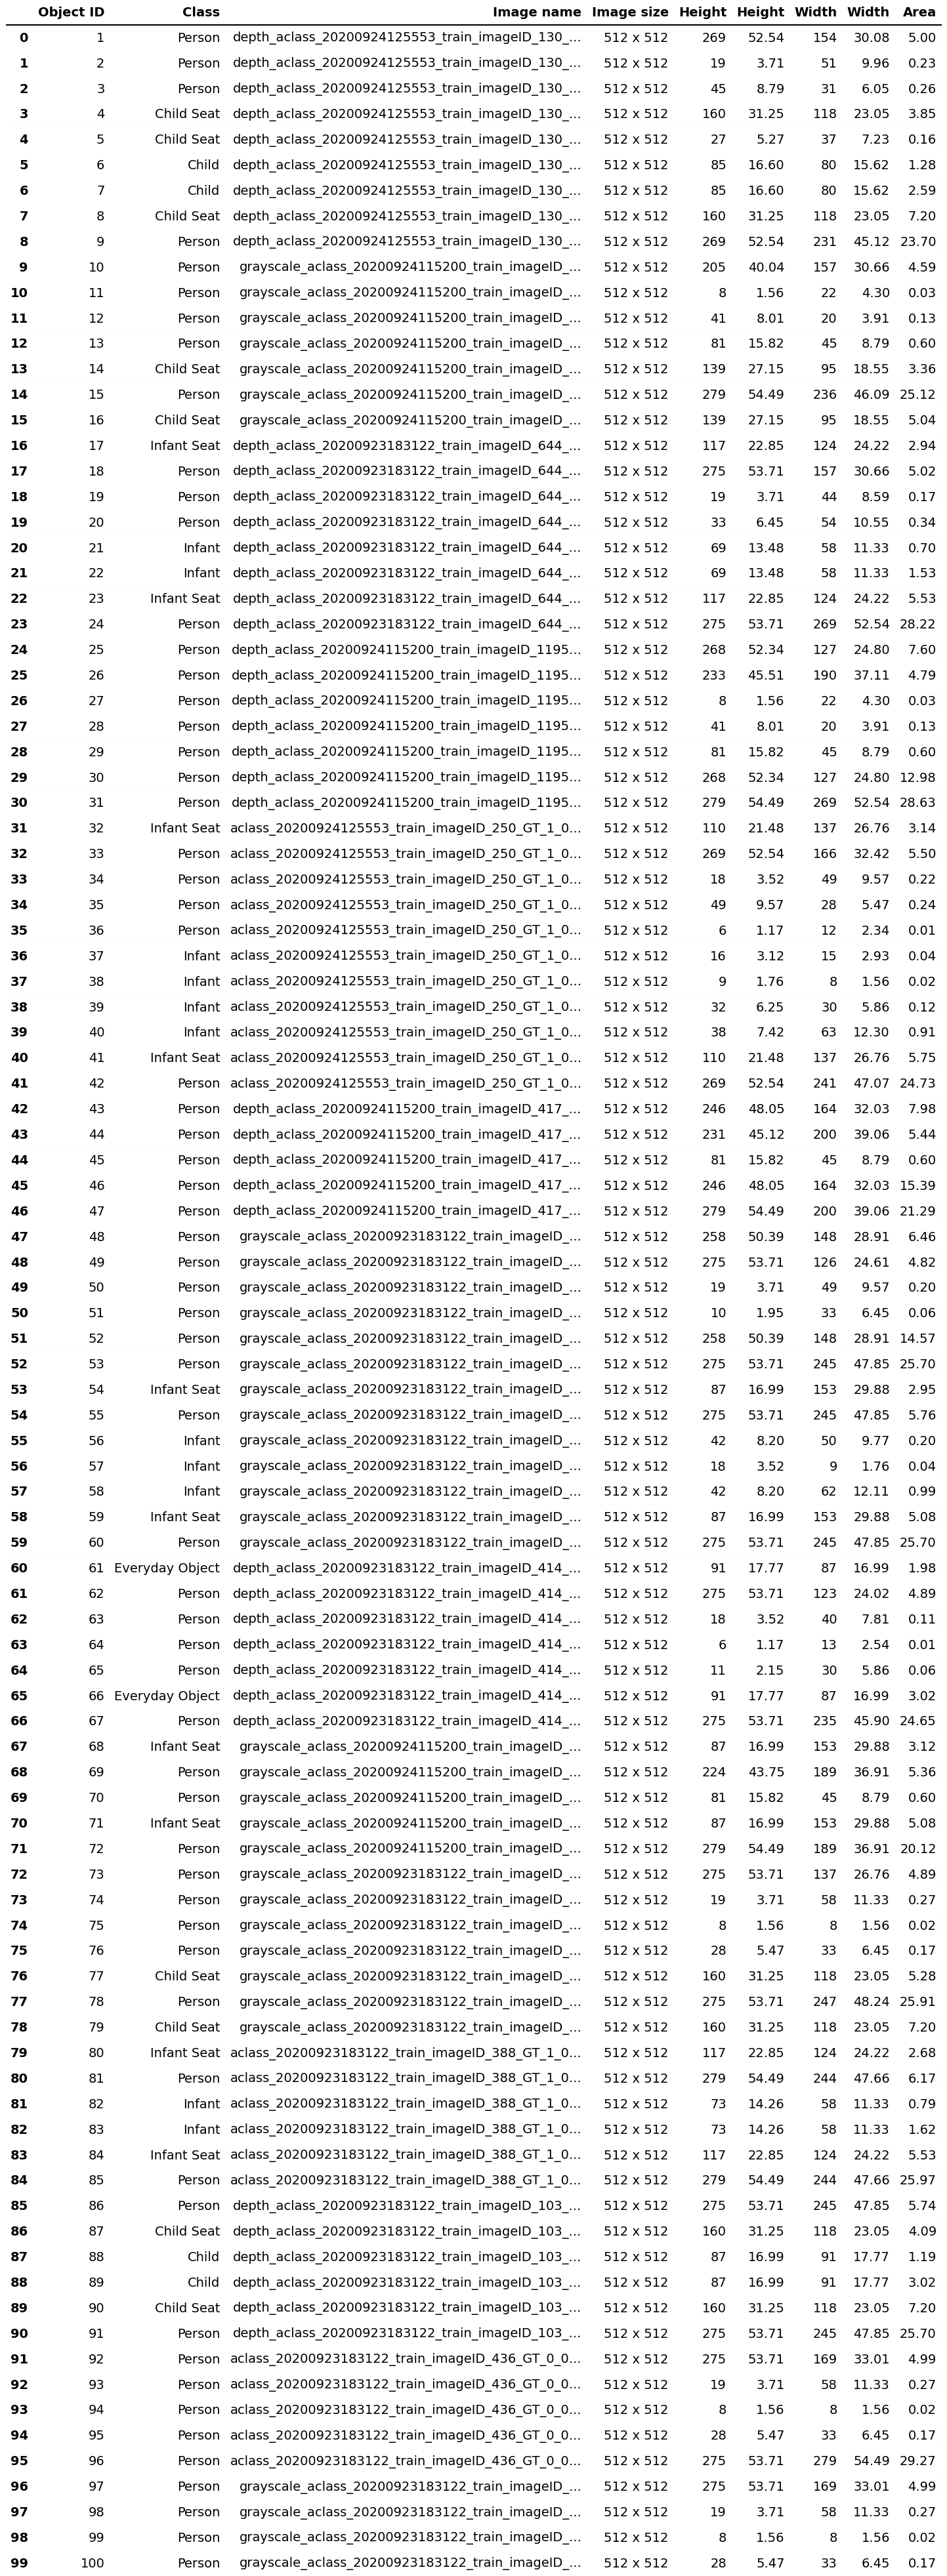 Object ID Class Image name Image size Height Height Width Width Area
0 1 Person depth_aclass_20200924125553_train_imageID_130_... 512 x 512 269 52.54 154 30.08 5.00
1 2 Person depth_aclass_20200924125553_train_imageID_130_... 512 x 512 19 3.71 51 9.96 0.23
2 3 Person depth_aclass_20200924125553_train_imageID_130_... 512 x 512 45 8.79 31 6.05 0.26
3 4 Child Seat depth_aclass_20200924125553_train_imageID_130_... 512 x 512 160 31.25 118 23.05 3.85
4 5 Child Seat depth_aclass_20200924125553_train_imageID_130_... 512 x 512 27 5.27 37 7.23 0.16
5 6 Child depth_aclass_20200924125553_train_imageID_130_... 512 x 512 85 16.60 80 15.62 1.28
6 7 Child depth_aclass_20200924125553_train_imageID_130_... 512 x 512 85 16.60 80 15.62 2.59
7 8 Child Seat depth_aclass_20200924125553_train_imageID_130_... 512 x 512 160 31.25 118 23.05 7.20
8 9 Person depth_aclass_20200924125553_train_imageID_130_... 512 x 512 269 52.54 231 45.12 23.70
9 10 Person grayscale_aclass_20200924115200_train_imageID_... 512 x 512 205 40.04 157 30.66 4.59
10 11 Person grayscale_aclass_20200924115200_train_imageID_... 512 x 512 8 1.56 22 4.30 0.03
11 12 Person grayscale_aclass_20200924115200_train_imageID_... 512 x 512 41 8.01 20 3.91 0.13
12 13 Person grayscale_aclass_20200924115200_train_imageID_... 512 x 512 81 15.82 45 8.79 0.60
13 14 Child Seat grayscale_aclass_20200924115200_train_imageID_... 512 x 512 139 27.15 95 18.55 3.36
14 15 Person grayscale_aclass_20200924115200_train_imageID_... 512 x 512 279 54.49 236 46.09 25.12
15 16 Child Seat grayscale_aclass_20200924115200_train_imageID_... 512 x 512 139 27.15 95 18.55 5.04
16 17 Infant Seat depth_aclass_20200923183122_train_imageID_644_... 512 x 512 117 22.85 124 24.22 2.94
17 18 Person depth_aclass_20200923183122_train_imageID_644_... 512 x 512 275 53.71 157 30.66 5.02
18 19 Person depth_aclass_20200923183122_train_imageID_644_... 512 x 512 19 3.71 44 8.59 0.17
19 20 Person depth_aclass_20200923183122_train_imageID_644_... 512 x 512 33 6.45 54 10.55 0.34
20 21 Infant depth_aclass_20200923183122_train_imageID_644_... 512 x 512 69 13.48 58 11.33 0.70
21 22 Infant depth_aclass_20200923183122_train_imageID_644_... 512 x 512 69 13.48 58 11.33 1.53
22 23 Infant Seat depth_aclass_20200923183122_train_imageID_644_... 512 x 512 117 22.85 124 24.22 5.53
23 24 Person depth_aclass_20200923183122_train_imageID_644_... 512 x 512 275 53.71 269 52.54 28.22
24 25 Person depth_aclass_20200924115200_train_imageID_1195... 512 x 512 268 52.34 127 24.80 7.60
25 26 Person depth_aclass_20200924115200_train_imageID_1195... 512 x 512 233 45.51 190 37.11 4.79
26 27 Person depth_aclass_20200924115200_train_imageID_1195... 512 x 512 8 1.56 22 4.30 0.03
27 28 Person depth_aclass_20200924115200_train_imageID_1195... 512 x 512 41 8.01 20 3.91 0.13
28 29 Person depth_aclass_20200924115200_train_imageID_1195... 512 x 512 81 15.82 45 8.79 0.60
29 30 Person depth_aclass_20200924115200_train_imageID_1195... 512 x 512 268 52.34 127 24.80 12.98
30 31 Person depth_aclass_20200924115200_train_imageID_1195... 512 x 512 279 54.49 269 52.54 28.63
31 32 Infant Seat aclass_20200924125553_train_imageID_250_GT_1_0... 512 x 512 110 21.48 137 26.76 3.14
32 33 Person aclass_20200924125553_train_imageID_250_GT_1_0... 512 x 512 269 52.54 166 32.42 5.50
33 34 Person aclass_20200924125553_train_imageID_250_GT_1_0... 512 x 512 18 3.52 49 9.57 0.22
34 35 Person aclass_20200924125553_train_imageID_250_GT_1_0... 512 x 512 49 9.57 28 5.47 0.24
35 36 Person aclass_20200924125553_train_imageID_250_GT_1_0... 512 x 512 6 1.17 12 2.34 0.01
36 37 Infant aclass_20200924125553_train_imageID_250_GT_1_0... 512 x 512 16 3.12 15 2.93 0.04
37 38 Infant aclass_20200924125553_train_imageID_250_GT_1_0... 512 x 512 9 1.76 8 1.56 0.02
38 39 Infant aclass_20200924125553_train_imageID_250_GT_1_0... 512 x 512 32 6.25 30 5.86 0.12
39 40 Infant aclass_20200924125553_train_imageID_250_GT_1_0... 512 x 512 38 7.42 63 12.30 0.91
40 41 Infant Seat aclass_20200924125553_train_imageID_250_GT_1_0... 512 x 512 110 21.48 137 26.76 5.75
41 42 Person aclass_20200924125553_train_imageID_250_GT_1_0... 512 x 512 269 52.54 241 47.07 24.73
42 43 Person depth_aclass_20200924115200_train_imageID_417_... 512 x 512 246 48.05 164 32.03 7.98
43 44 Person depth_aclass_20200924115200_train_imageID_417_... 512 x 512 231 45.12 200 39.06 5.44
44 45 Person depth_aclass_20200924115200_train_imageID_417_... 512 x 512 81 15.82 45 8.79 0.60
45 46 Person depth_aclass_20200924115200_train_imageID_417_... 512 x 512 246 48.05 164 32.03 15.39
46 47 Person depth_aclass_20200924115200_train_imageID_417_... 512 x 512 279 54.49 200 39.06 21.29
47 48 Person grayscale_aclass_20200923183122_train_imageID_... 512 x 512 258 50.39 148 28.91 6.46
48 49 Person grayscale_aclass_20200923183122_train_imageID_... 512 x 512 275 53.71 126 24.61 4.82
49 50 Person grayscale_aclass_20200923183122_train_imageID_... 512 x 512 19 3.71 49 9.57 0.20
50 51 Person grayscale_aclass_20200923183122_train_imageID_... 512 x 512 10 1.95 33 6.45 0.06
51 52 Person grayscale_aclass_20200923183122_train_imageID_... 512 x 512 258 50.39 148 28.91 14.57
52 53 Person grayscale_aclass_20200923183122_train_imageID_... 512 x 512 275 53.71 245 47.85 25.70
53 54 Infant Seat grayscale_aclass_20200923183122_train_imageID_... 512 x 512 87 16.99 153 29.88 2.95
54 55 Person grayscale_aclass_20200923183122_train_imageID_... 512 x 512 275 53.71 245 47.85 5.76
55 56 Infant grayscale_aclass_20200923183122_train_imageID_... 512 x 512 42 8.20 50 9.77 0.20
56 57 Infant grayscale_aclass_20200923183122_train_imageID_... 512 x 512 18 3.52 9 1.76 0.04
57 58 Infant grayscale_aclass_20200923183122_train_imageID_... 512 x 512 42 8.20 62 12.11 0.99
58 59 Infant Seat grayscale_aclass_20200923183122_train_imageID_... 512 x 512 87 16.99 153 29.88 5.08
59 60 Person grayscale_aclass_20200923183122_train_imageID_... 512 x 512 275 53.71 245 47.85 25.70
60 61 Everyday Object depth_aclass_20200923183122_train_imageID_414_... 512 x 512 91 17.77 87 16.99 1.98
61 62 Person depth_aclass_20200923183122_train_imageID_414_... 512 x 512 275 53.71 123 24.02 4.89
62 63 Person depth_aclass_20200923183122_train_imageID_414_... 512 x 512 18 3.52 40 7.81 0.11
63 64 Person depth_aclass_20200923183122_train_imageID_414_... 512 x 512 6 1.17 13 2.54 0.01
64 65 Person depth_aclass_20200923183122_train_imageID_414_... 512 x 512 11 2.15 30 5.86 0.06
65 66 Everyday Object depth_aclass_20200923183122_train_imageID_414_... 512 x 512 91 17.77 87 16.99 3.02
66 67 Person depth_aclass_20200923183122_train_imageID_414_... 512 x 512 275 53.71 235 45.90 24.65
67 68 Infant Seat grayscale_aclass_20200924115200_train_imageID_... 512 x 512 87 16.99 153 29.88 3.12
68 69 Person grayscale_aclass_20200924115200_train_imageID_... 512 x 512 224 43.75 189 36.91 5.36
69 70 Person grayscale_aclass_20200924115200_train_imageID_... 512 x 512 81 15.82 45 8.79 0.60
70 71 Infant Seat grayscale_aclass_20200924115200_train_imageID_... 512 x 512 87 16.99 153 29.88 5.08
71 72 Person grayscale_aclass_20200924115200_train_imageID_... 512 x 512 279 54.49 189 36.91 20.12
72 73 Person grayscale_aclass_20200923183122_train_imageID_... 512 x 512 275 53.71 137 26.76 4.89
73 74 Person grayscale_aclass_20200923183122_train_imageID_... 512 x 512 19 3.71 58 11.33 0.27
74 75 Person grayscale_aclass_20200923183122_train_imageID_... 512 x 512 8 1.56 8 1.56 0.02
75 76 Person grayscale_aclass_20200923183122_train_imageID_... 512 x 512 28 5.47 33 6.45 0.17
76 77 Child Seat grayscale_aclass_20200923183122_train_imageID_... 512 x 512 160 31.25 118 23.05 5.28
77 78 Person grayscale_aclass_20200923183122_train_imageID_... 512 x 512 275 53.71 247 48.24 25.91
78 79 Child Seat grayscale_aclass_20200923183122_train_imageID_... 512 x 512 160 31.25 118 23.05 7.20
79 80 Infant Seat aclass_20200923183122_train_imageID_388_GT_1_0... 512 x 512 117 22.85 124 24.22 2.68
80 81 Person aclass_20200923183122_train_imageID_388_GT_1_0... 512 x 512 279 54.49 244 47.66 6.17
81 82 Infant aclass_20200923183122_train_imageID_388_GT_1_0... 512 x 512 73 14.26 58 11.33 0.79
82 83 Infant aclass_20200923183122_train_imageID_388_GT_1_0... 512 x 512 73 14.26 58 11.33 1.62
83 84 Infant Seat aclass_20200923183122_train_imageID_388_GT_1_0... 512 x 512 117 22.85 124 24.22 5.53
84 85 Person aclass_20200923183122_train_imageID_388_GT_1_0... 512 x 512 279 54.49 244 47.66 25.97
85 86 Person depth_aclass_20200923183122_train_imageID_103_... 512 x 512 275 53.71 245 47.85 5.74
86 87 Child Seat depth_aclass_20200923183122_train_imageID_103_... 512 x 512 160 31.25 118 23.05 4.09
87 88 Child depth_aclass_20200923183122_train_imageID_103_... 512 x 512 87 16.99 91 17.77 1.19
88 89 Child depth_aclass_20200923183122_train_imageID_103_... 512 x 512 87 16.99 91 17.77 3.02
89 90 Child Seat depth_aclass_20200923183122_train_imageID_103_... 512 x 512 160 31.25 118 23.05 7.20
90 91 Person depth_aclass_20200923183122_train_imageID_103_... 512 x 512 275 53.71 245 47.85 25.70
91 92 Person aclass_20200923183122_train_imageID_436_GT_0_0... 512 x 512 275 53.71 169 33.01 4.99
92 93 Person aclass_20200923183122_train_imageID_436_GT_0_0... 512 x 512 19 3.71 58 11.33 0.27
93 94 Person aclass_20200923183122_train_imageID_436_GT_0_0... 512 x 512 8 1.56 8 1.56 0.02
94 95 Person aclass_20200923183122_train_imageID_436_GT_0_0... 512 x 512 28 5.47 33 6.45 0.17
95 96 Person aclass_20200923183122_train_imageID_436_GT_0_0... 512 x 512 275 53.71 279 54.49 29.27
96 97 Person grayscale_aclass_20200923183122_train_imageID_... 512 x 512 275 53.71 169 33.01 4.99
97 98 Person grayscale_aclass_20200923183122_train_imageID_... 512 x 512 19 3.71 58 11.33 0.27
98 99 Person grayscale_aclass_20200923183122_train_imageID_... 512 x 512 8 1.56 8 1.56 0.02
99 100 Person grayscale_aclass_20200923183122_train_imageID_... 512 x 512 28 5.47 33 6.45 0.17